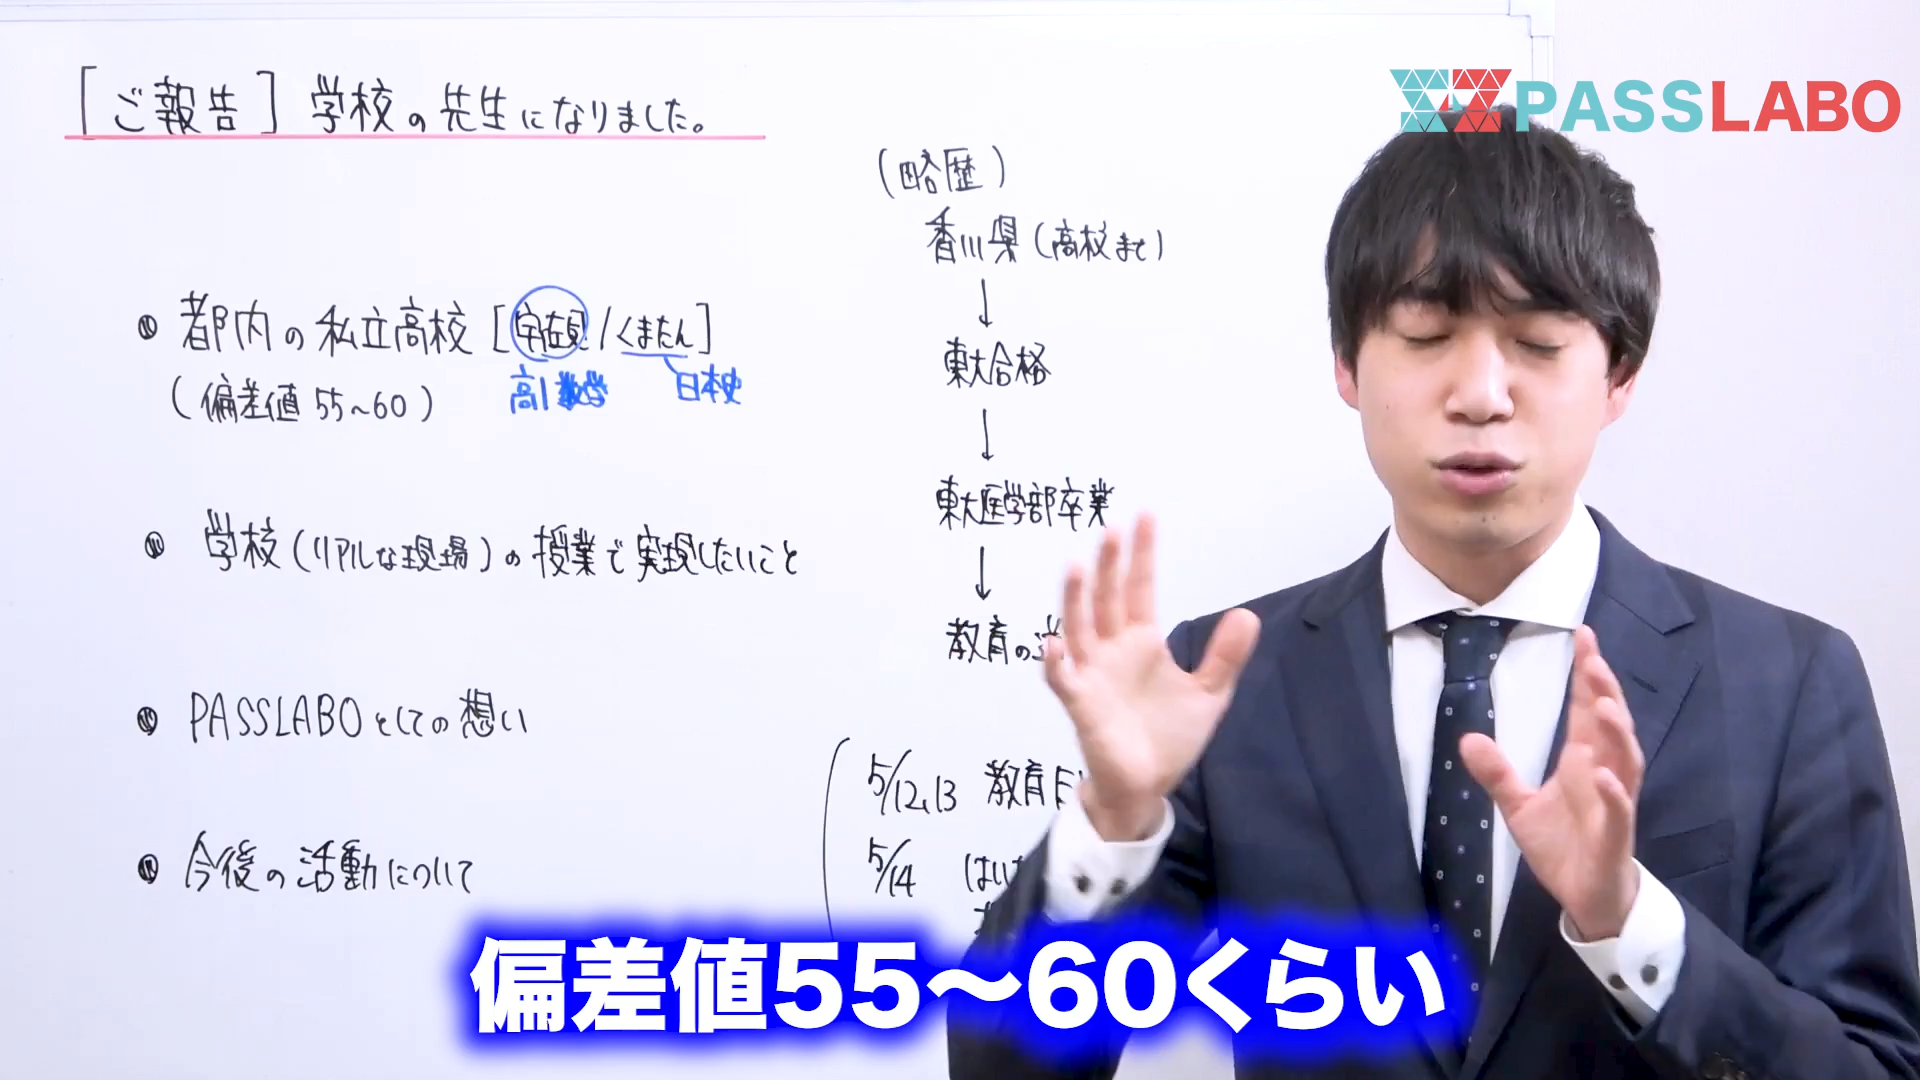 PASSLABO
[ご報告] 学校の先生になりました。
• 都内の私立高校 [宇佐見/くまたん]
(偏差値 55~60)
高1 数学
日本史
• 学校(リアルな現場)の授業で実現したいこと
• PASSLABOとしての想い
• 今後の活動について
(略歴)
香川県(高校まで)
↓
東大合格
↓
東大医学部卒業
↓
教育の
5/12,13 教育
5/14 はい
偏差値55〜60くらい